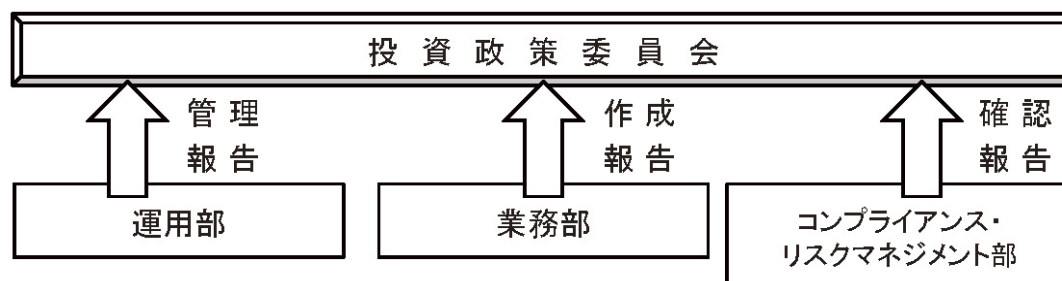 投資政策委員会
管理
報告
作成
報告
確認
報告
運用部
業務部
コンプライアンス・
リスクマネジメント部